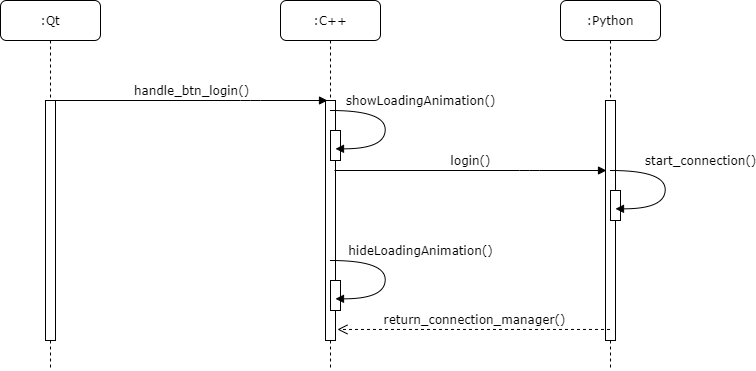 :Qt
:C++
:Python
handle_btn_login()
showLoadingAnimation()
login()
start_connection()
hideLoadingAnimation()
return_connection_manager()